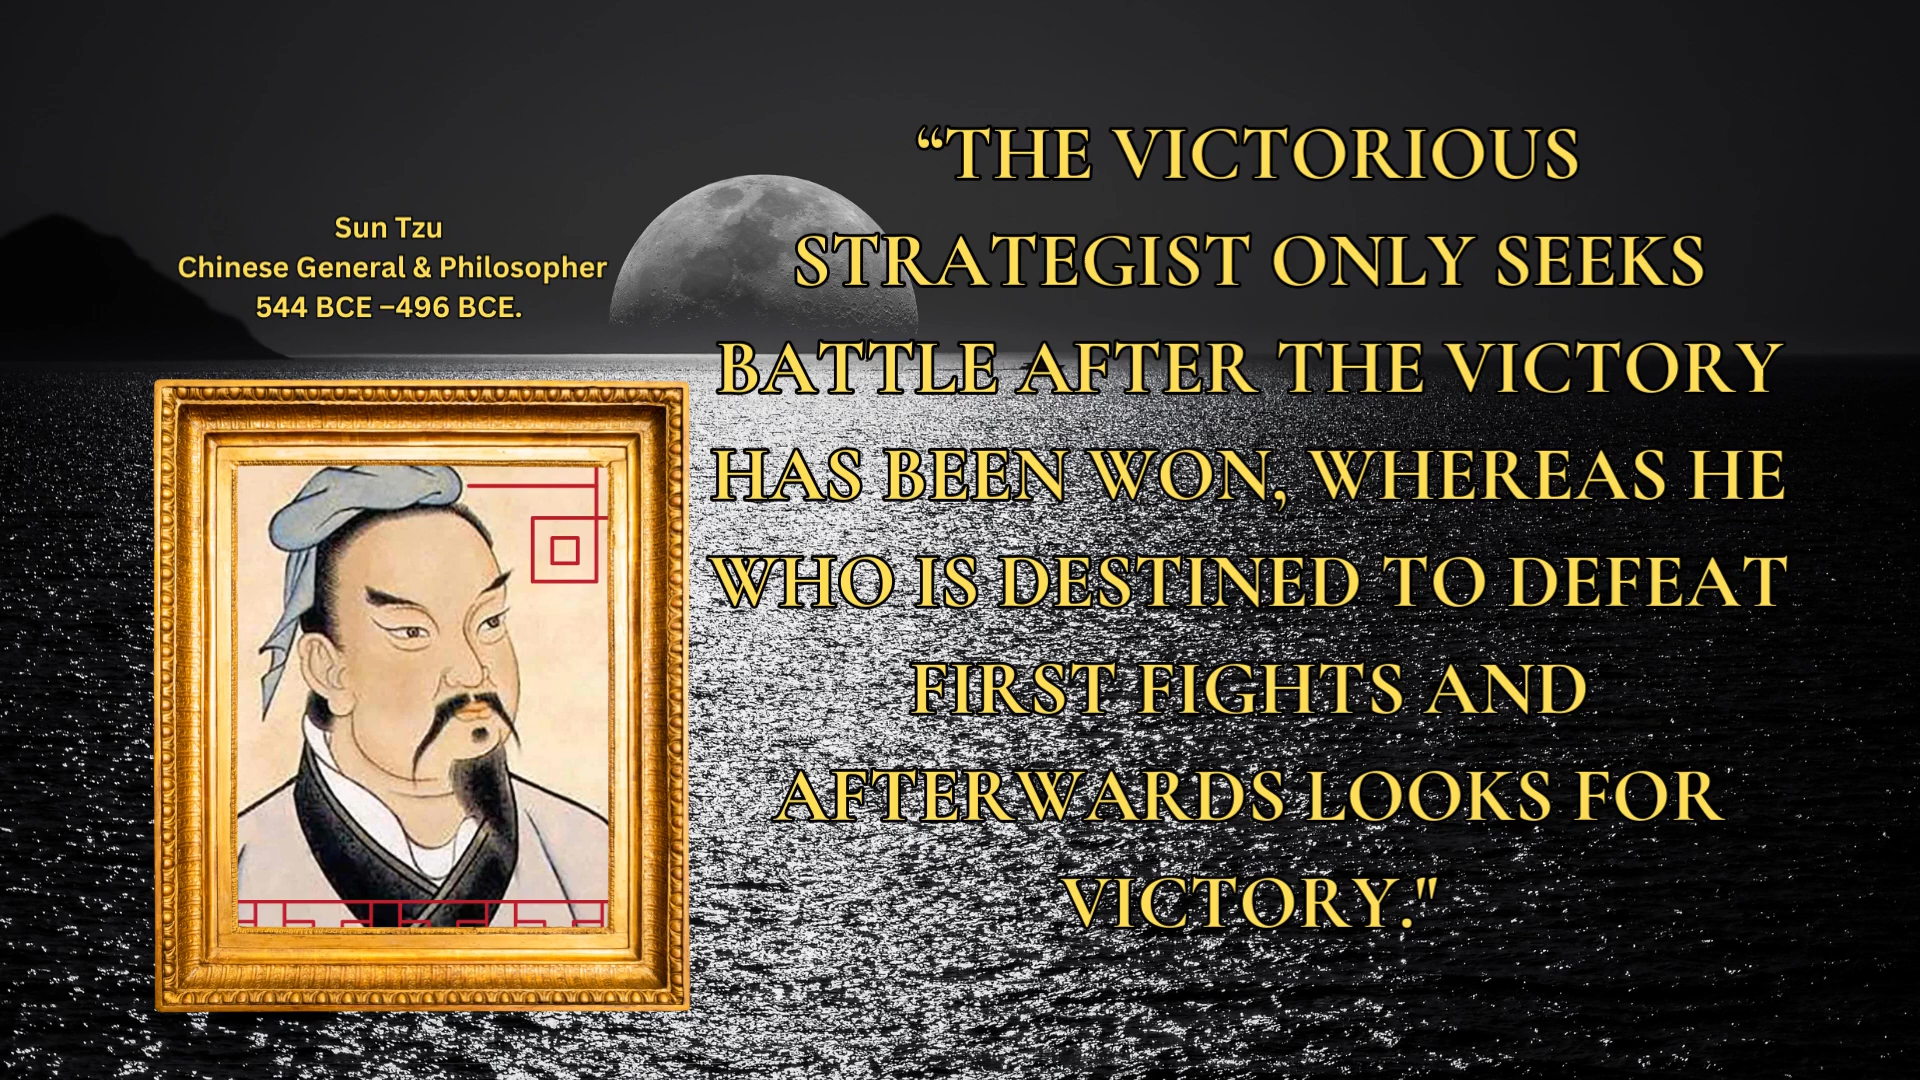 Sun Tzu
Chinese General & Philosopher
544 BCE –496 BCE.
“THE VICTORIOUS
STRATEGIST ONLY SEEKS
BATTLE AFTER THE VICTORY
HAS BEEN WON, WHEREAS HE
WHO IS DESTINED TO DEFEAT
FIRST FIGHTS AND
AFTERWARDS LOOKS FOR
VICTORY."